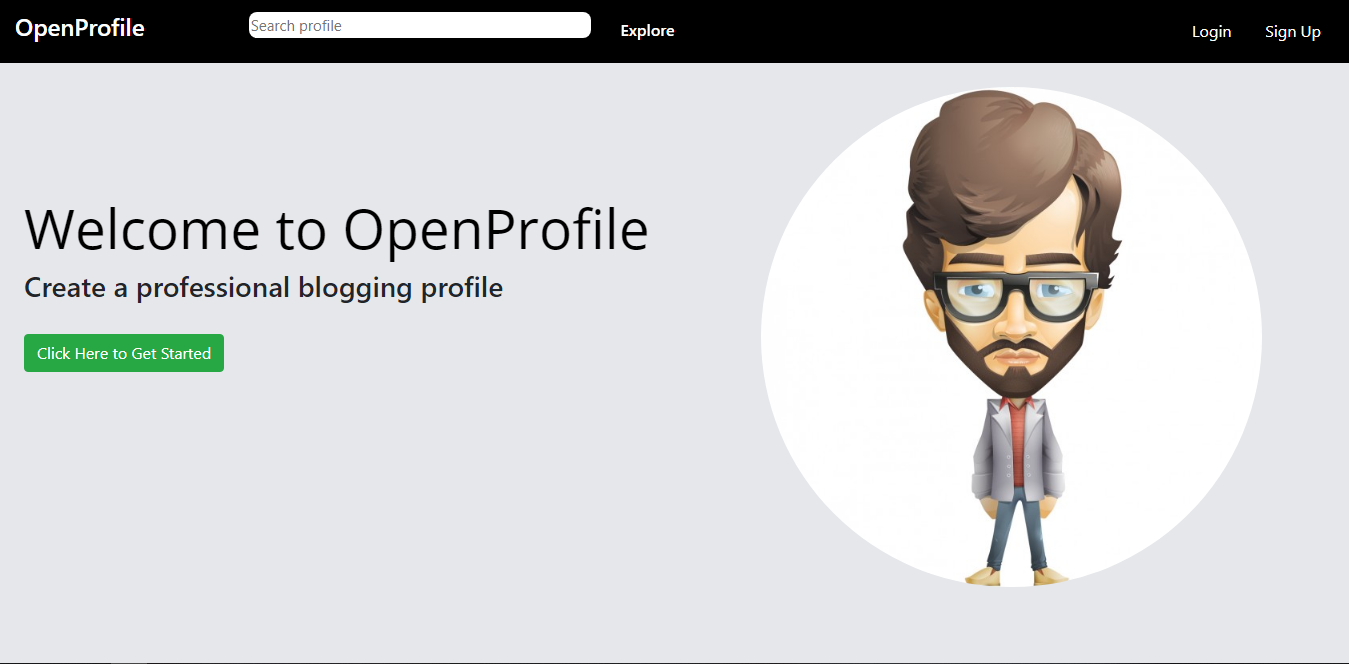 OpenProfile
Search profile
Explore
Login
Sign Up
Welcome to OpenProfile
Create a professional blogging profile
Click Here to Get Started